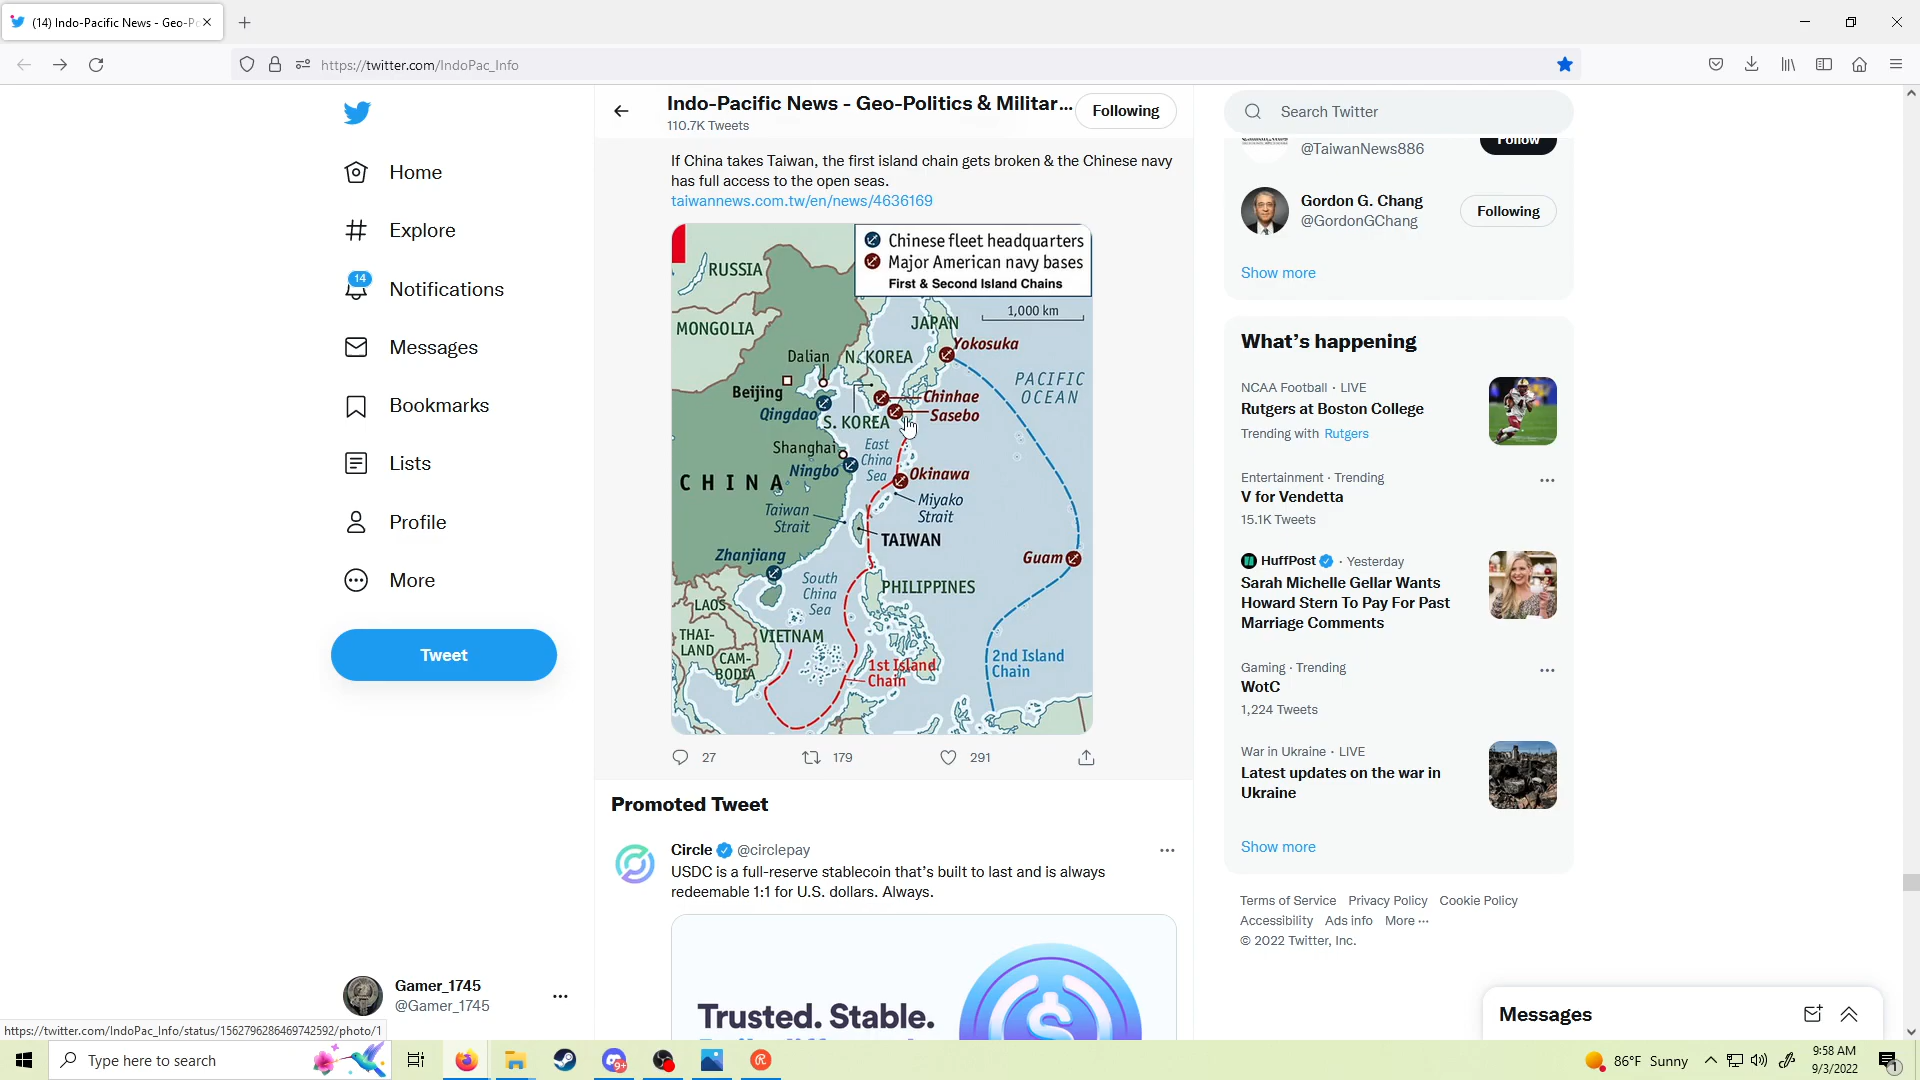 (14) Indo-Pacific News - Geo-Po
https://twitter.com/IndoPac_Info
Home
Explore
14
Notifications
Messages
Bookmarks
Lists
Profile
More
Tweet
Gamer_1745
@Gamer_1745
Indo-Pacific News - Geo-Politics & Militar...
110.7K Tweets
Following
If China takes Taiwan, the first island chain gets broken & the Chinese navy
has full access to the open seas.
taiwannews.com.tw/en/news/4636169
Chinese fleet headquarters
Major American navy bases
First & Second Island Chains
1,000 km
RUSSIA
MONGOLIA
JAPAN
Yokosuka
Dalian
N. KOREA
PACIFIC
OCEAN
Beijing
Chinhae
Qingdao
Sasebo
S. KOREA
Shanghai
East
China
Sea
Ningbo
Okinawa
CHINA
Miyako
Strait
Taiwan
Strait
TAIWAN
Zhanjiang
Guam
South
China
Sea
PHILIPPINES
LAOS
THAI-
LAND
VIETNAM
CAM-
BODIA
1st Island
Chain
2nd Island
Chain
27
179
291
Promoted Tweet
Circle @circlepay
USDC is a full-reserve stablecoin that's built to last and is always
redeemable 1:1 for U.S. dollars. Always.
Trusted. Stable.
Search Twitter
@TaiwanNews886
Follow
Gordon G. Chang
@GordonGChang
Following
Show more
What's happening
NCAA Football · LIVE
Rutgers at Boston College
Trending with Rutgers
Entertainment · Trending
V for Vendetta
15.1K Tweets
HuffPost · Yesterday
Sarah Michelle Gellar Wants
Howard Stern To Pay For Past
Marriage Comments
Gaming · Trending
WotC
1,224 Tweets
War in Ukraine · LIVE
Latest updates on the war in
Ukraine
Show more
Terms of Service Privacy Policy Cookie Policy
Accessibility Ads info More ···
© 2022 Twitter, Inc.
Messages
https://twitter.com/IndoPac_Info/status/1562796286469742592/photo/1
Type here to search
9+
86°F Sunny
9:58 AM
9/3/2022
1